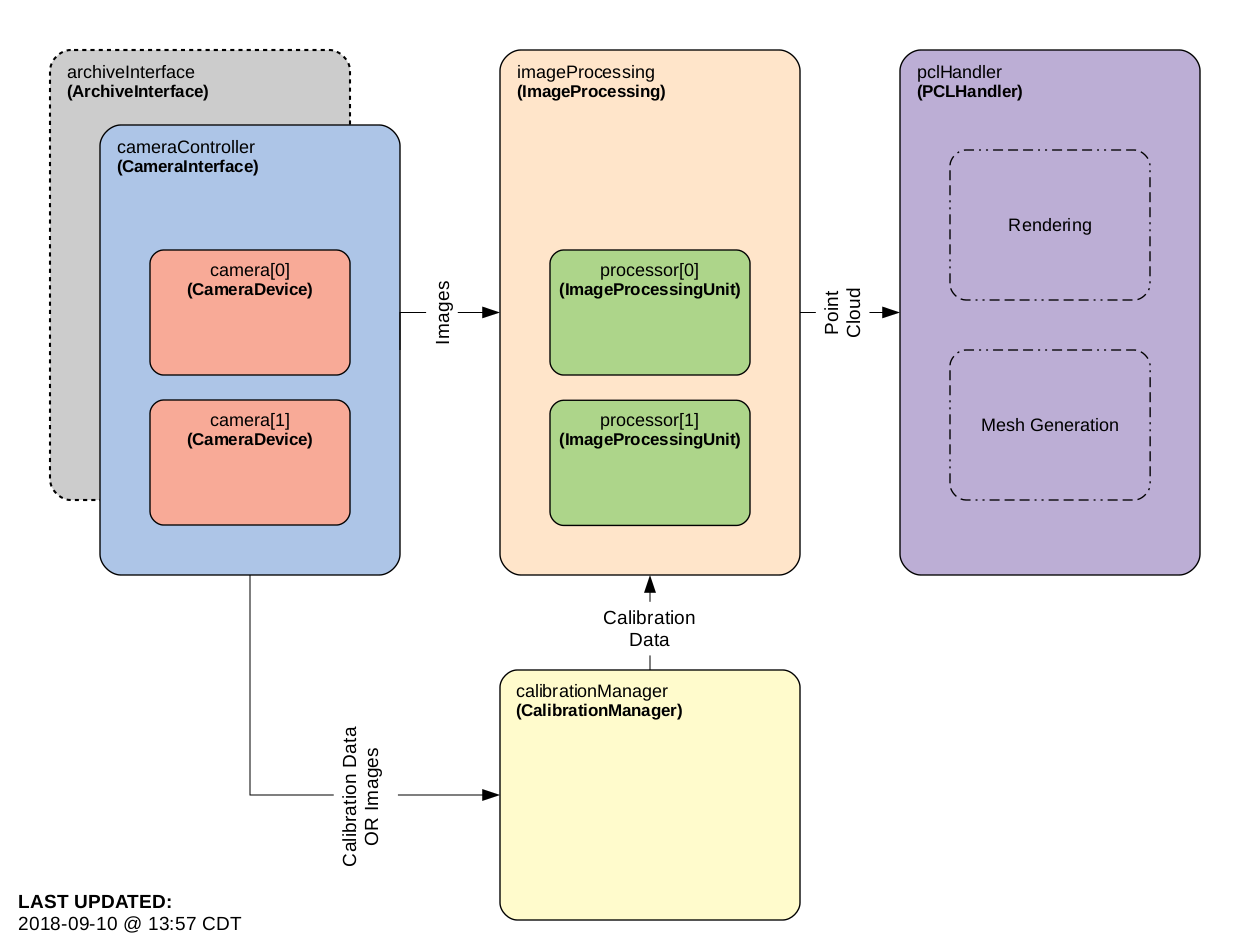 archiveInterface
(ArchiveInterface)
cameraController
(CameraInterface)
camera[0]
(CameraDevice)
camera[1]
(CameraDevice)
Images
imageProcessing
(ImageProcessing)
processor[0]
(ImageProcessingUnit)
processor[1]
(ImageProcessingUnit)
Point
Cloud
pclHandler
(PCLHandler)
Rendering
Mesh Generation
Calibration
Data
calibrationManager
(CalibrationManager)
Calibration Data
OR Images
LAST UPDATED:
2018-09-10 @ 13:57 CDT